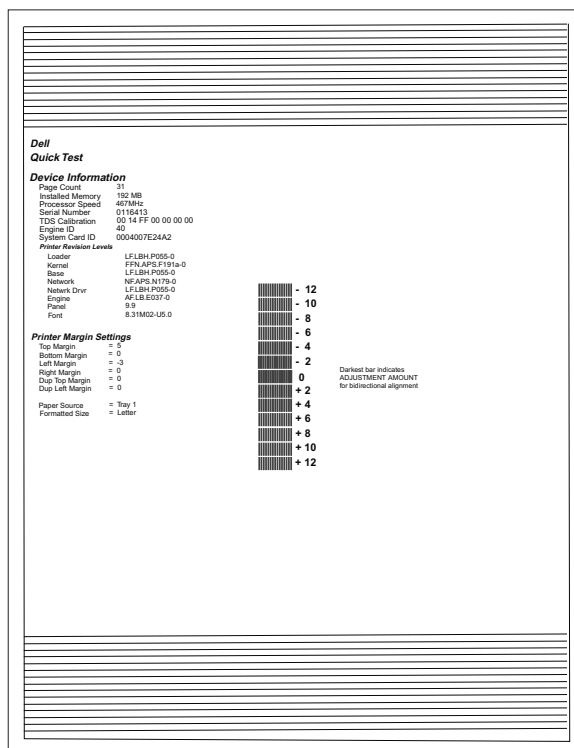 Dell
Quick Test
Device Information
Page Count 31
Installed Memory 192 MB
Processor Speed 467MHz
Serial Number 0116413
TDS Calibration 00 14 FF 00 00 00 00
Engine ID 40
System Card ID 0004007E24A2
Printer Revision Levels
Loader LF.LBH.P055-0
Kernel FFN.APS.F191a-0
Base LF.LBH.P055-0
Network NF.APS.N179-0
Netwrk Drvr LF.LBH.P055-0
Engine AF.LB.E037-0
Panel 9.9
Font 8.31M02-U5.0
Printer Margin Settings
Top Margin = 5
Bottom Margin = 0
Left Margin = -3
Right Margin = 0
Dup Top Margin = 0
Dup Left Margin = 0
Paper Source = Tray 1
Formatted Size = Letter
- 12
- 10
- 8
- 6
- 4
- 2
0
+ 2
+ 4
+ 6
+ 8
+ 10
+ 12
Darkest bar indicates
ADJUSTMENT AMOUNT
for bidirectional alignment